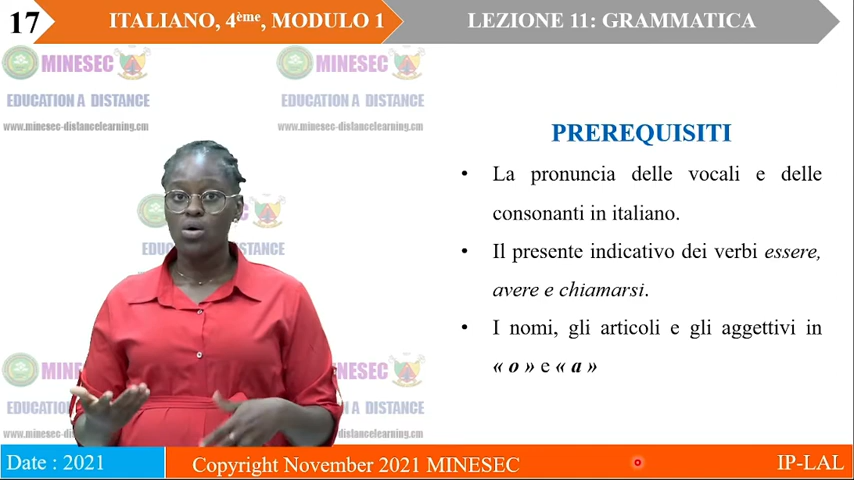 17
ITALIANO, 4ème, MODULO 1
LEZIONE 11: GRAMMATICA
MINESEC
EDUCATION A DISTANCE
www.minesec-distancelearning.cm
MINESEC
EDUCATION A DISTANCE
www.minesec-distancelearning.cm
PREREQUISITI
• La pronuncia delle vocali e delle
consonanti in italiano.
• Il presente indicativo dei verbi essere,
avere e chiamarsi.
• I nomi, gli articoli e gli aggettivi in
« o » e « a »
Date : 2021
Copyright November 2021 MINESEC
IP-LAL